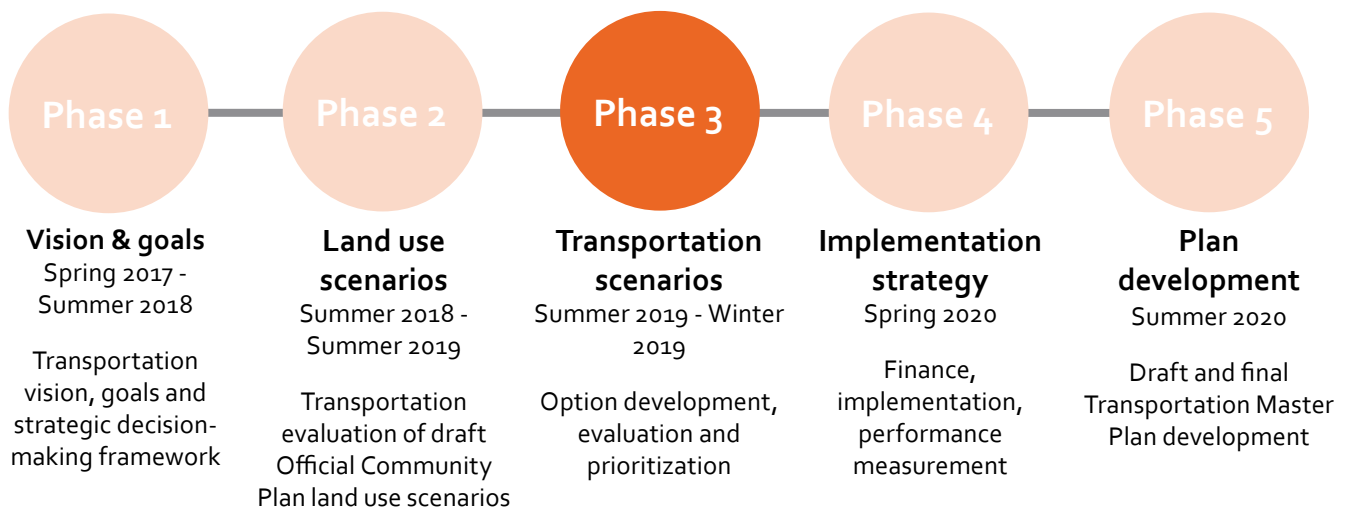 Phase 1
Phase 2
Phase 3
Phase 4
Phase 5
Vision & goals
Spring 2017 -
Summer 2018
Transportation
vision, goals and
strategic decision-
making framework
Land use
scenarios
Summer 2018 -
Summer 2019
Transportation
evaluation of draft
Official Community
Plan land use scenarios
Transportation
scenarios
Summer 2019 - Winter
2019
Option development,
evaluation and
prioritization
Implementation
strategy
Spring 2020
Finance,
implementation,
performance
measurement
Plan
development
Summer 2020
Draft and final
Transportation Master
Plan development